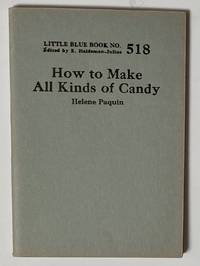 LITTLE BLUE BOOK NO. 518
Edited by E. Haldeman-Julius
How to Make
All Kinds of Candy
Helene Paquin